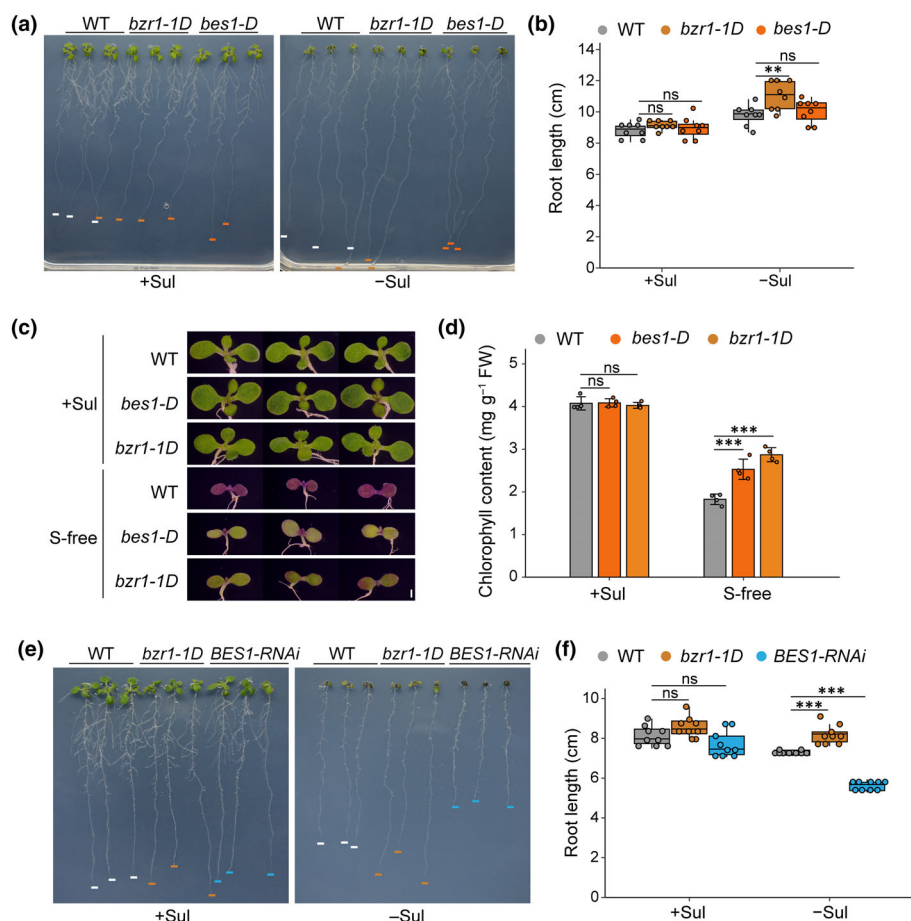 (a)
WT bzr1-1D bes1-D
WT bzr1-1D bes1-D
+Sul
−Sul
(b)
WT bzr1-1D bes1-D
Root length (cm)
14
12
10
8
6
4
2
0
ns
ns
ns
**
+Sul
−Sul
(c)
+Sul
WT
bes1-D
bzr1-1D
S-free
WT
bes1-D
bzr1-1D
(d)
WT bes1-D bzr1-1D
Chlorophyll content (mg g⁻¹ FW)
5
4
3
2
1
0
ns
ns
***
***
+Sul
S-free
(e)
WT bzr1-1D BES1-RNAi
WT bzr1-1D BES1-RNAi
+Sul
−Sul
(f)
WT bzr1-1D BES1-RNAi
Root length (cm)
10
8
6
4
2
0
ns
ns
***
***
+Sul
−Sul